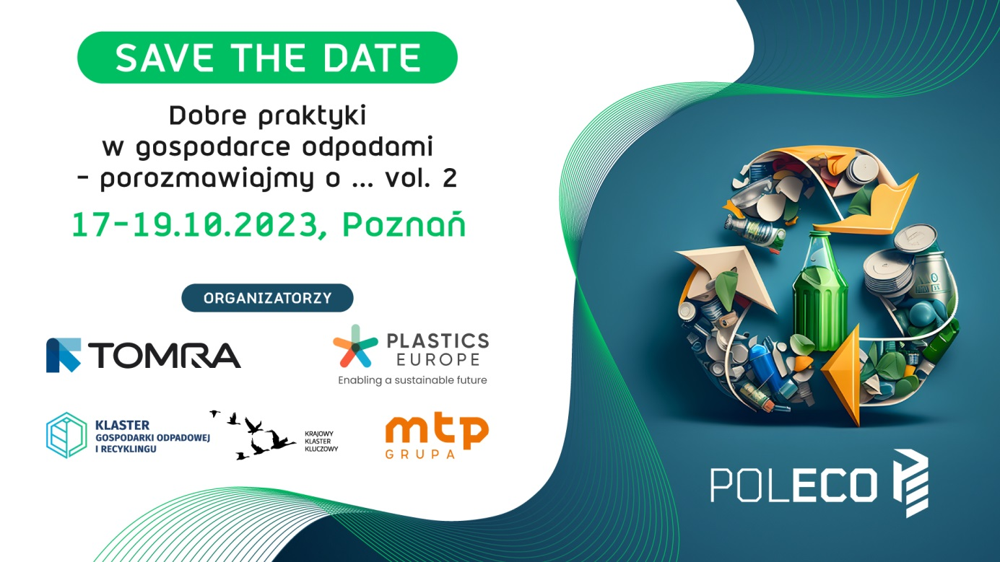 SAVE THE DATE
Dobre praktyki
w gospodarce odpadami
- porozmawiajmy o ... vol. 2
17-19.10.2023, Poznań
ORGANIZATORZY
TOMRA
PLASTICS
EUROPE
Enabling a sustainable future
KLASTER
GOSPODARKI ODPADOWEJ
I RECYKLINGU
KRAJOWY
KLASTER
KLUCZOWY
mtp
GRUPA
POLECO